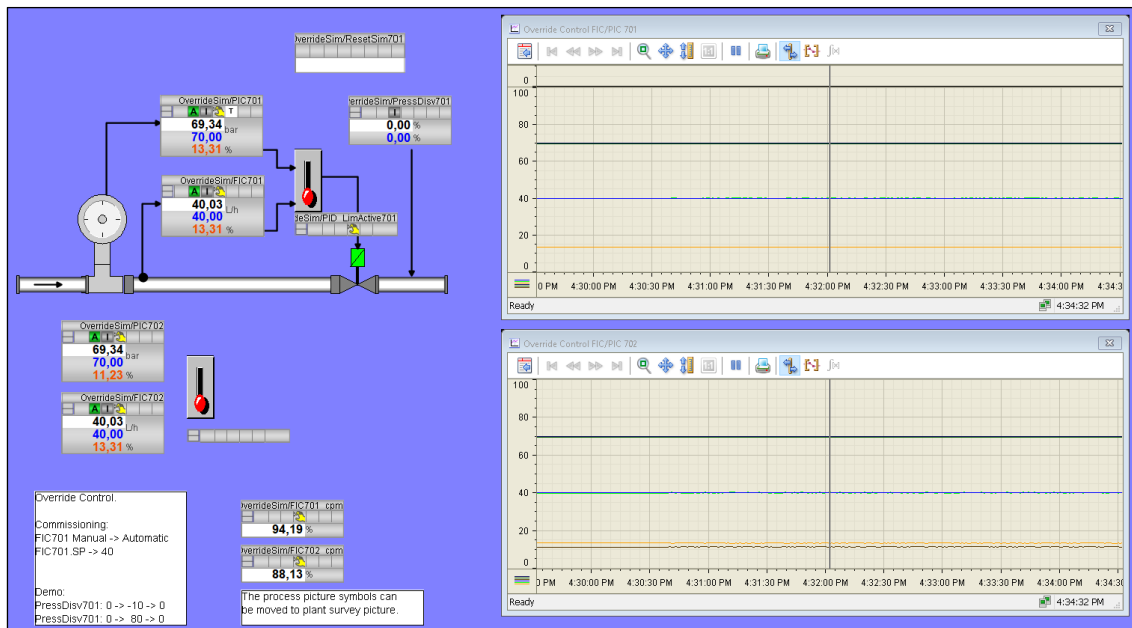 OverrideSim/ResetSim701
OverrideSim/PIC701
A I T
69,34 bar
70,00
13,31 %
verrideSim/PressDisv701
I
0,00 %
0,00 %
OverrideSim/FIC701
A I
40,03 L/h
40,00
13,31 %
deSim/PID_LimActive701
OverrideSim/PIC702
A I
69,34 bar
70,00
11,23 %
OverrideSim/FIC702
A I
40,03 L/h
40,00
13,31 %
Override Control.
Commissioning:
FIC701 Manual -> Automatic
FIC701.SP -> 40
Demo:
PressDisv701: 0 -> -10 -> 0
PressDisv701: 0 -> 80 -> 0
verrideSim/FIC701_cpm
94,19 %
verrideSim/FIC702_cpm
88,13 %
The process picture symbols can
be moved to plant survey picture.
Override Control FIC/PIC 701
0
100
80
60
40
20
0
0 PM 4:30:00 PM 4:30:30 PM 4:31:00 PM 4:31:30 PM 4:32:00 PM 4:32:30 PM 4:33:00 PM 4:33:30 PM 4:34:00 PM 4:34:3
Ready 4:34:32 PM
Override Control FIC/PIC 702
100
80
60
40
20
0
) PM 4:30:00 PM 4:30:30 PM 4:31:00 PM 4:31:30 PM 4:32:00 PM 4:32:30 PM 4:33:00 PM 4:33:30 PM 4:34:00 PM 4:34:30
Ready 4:34:32 PM